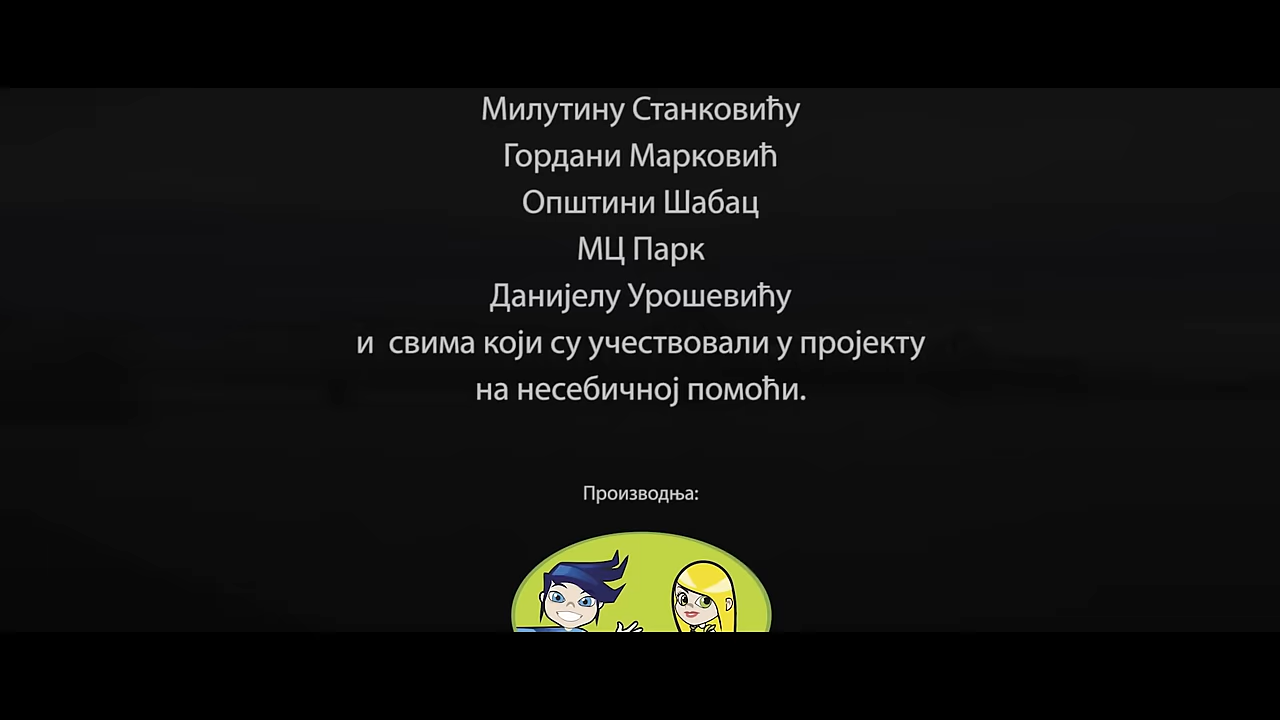 Милутину Станковићу
Гордани Марковић
Општини Шабац
МЦ Парк
Данијелу Урошевићу
и  свима који су учествовали у пројекту
на несебичној помоћи.
Производња: